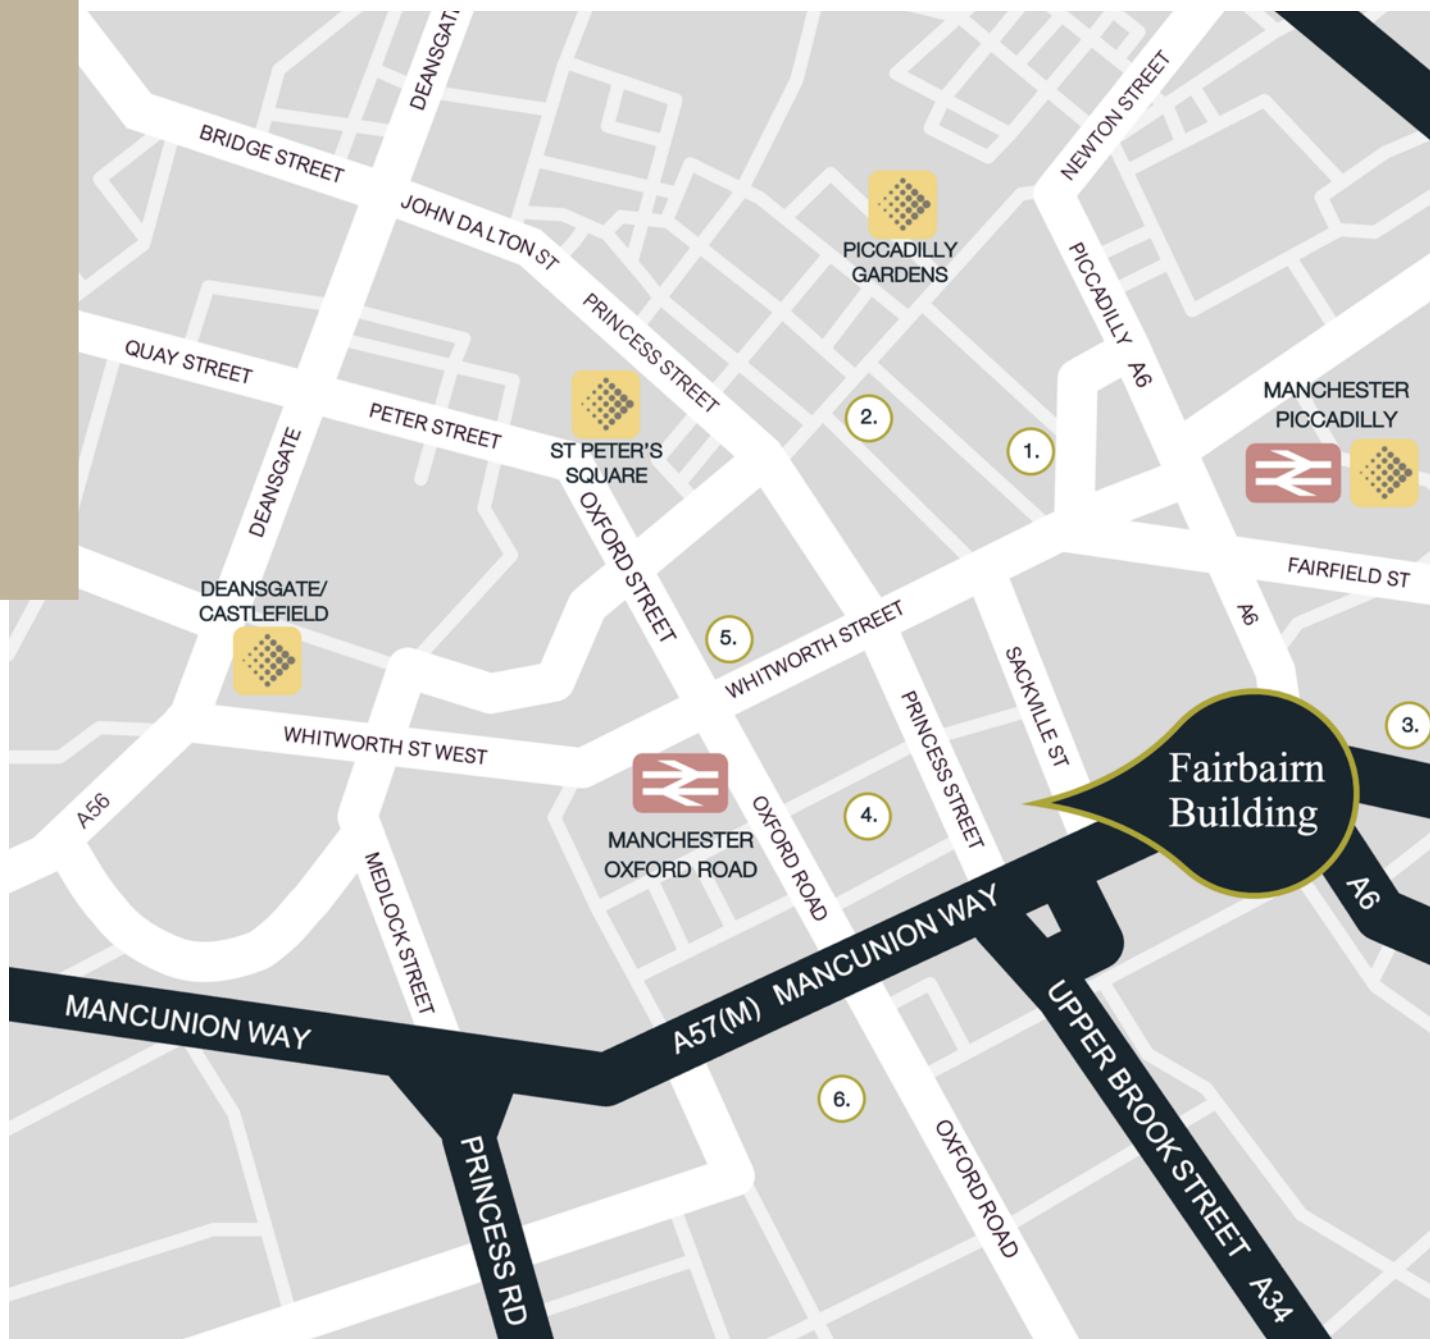 DEANSGATE
NEWTON STREET
BRIDGE STREET
JOHN DALTON ST
PICCADILLY
GARDENS
PICCADILLY
A6
PRINCESS STREET
QUAY STREET
PETER STREET
ST PETER'S
SQUARE
2.
1.
MANCHESTER
PICCADILLY
DEANSGATE
OXFORD STREET
FAIRFIELD ST
DEANSGATE/
CASTLEFIELD
5.
WHITWORTH STREET
A6
SACKVILLE ST
PRINCESS STREET
3.
WHITWORTH ST WEST
Fairbairn
Building
A56
4.
MANCHESTER
OXFORD ROAD
OXFORD ROAD
MEDLOCK STREET
A6
MANCUNION WAY
A57(M) MANCUNION WAY
UPPER BROOK STREET A34
6.
OXFORD ROAD
PRINCESS RD